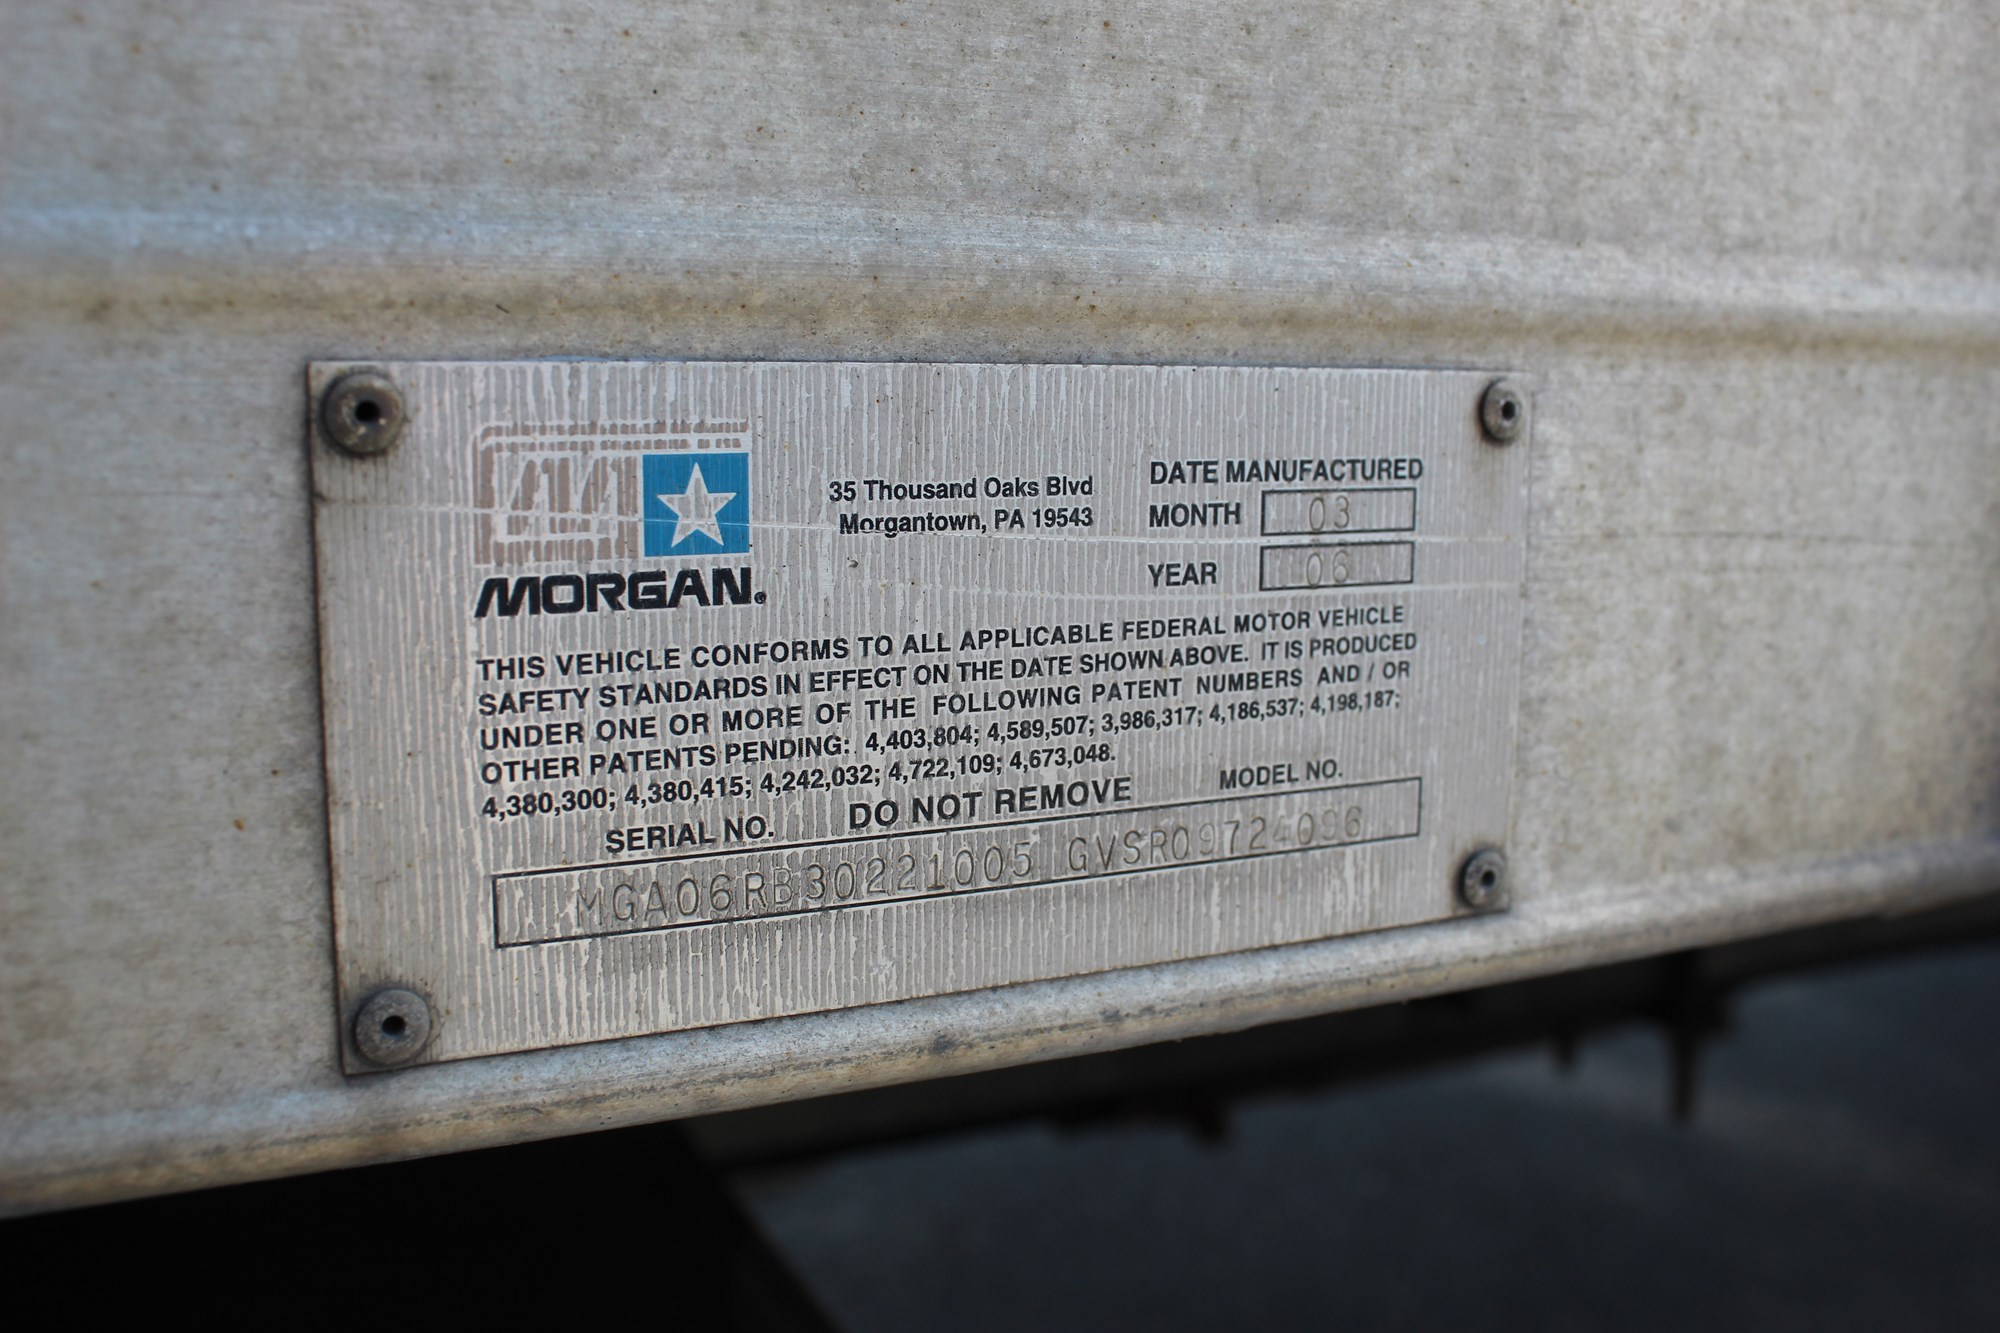 MORGAN®
35 Thousand Oaks Blvd
Morgantown, PA 19543
DATE MANUFACTURED
MONTH 03
YEAR 06
THIS VEHICLE CONFORMS TO ALL APPLICABLE FEDERAL MOTOR VEHICLE
SAFETY STANDARDS IN EFFECT ON THE DATE SHOWN ABOVE. IT IS PRODUCED
UNDER ONE OR MORE OF THE FOLLOWING PATENT NUMBERS AND / OR
OTHER PATENTS PENDING: 4,403,804; 4,589,507; 3,986,317; 4,186,537; 4,198,187;
4,380,300; 4,380,415; 4,242,032; 4,722,109; 4,673,048.
SERIAL NO. DO NOT REMOVE MODEL NO.
MGA06RB30221005 GVSR09724096